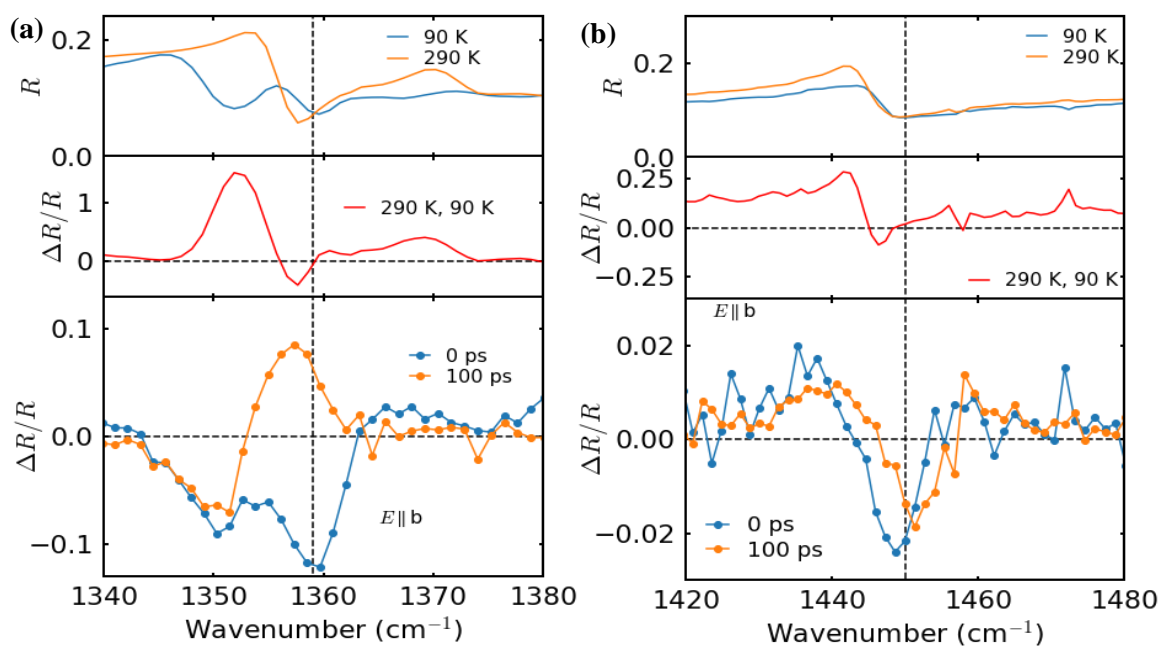 (a)
0.2
0.0
R
90 K
290 K
1
0
ΔR/R
290 K, 90 K
0.1
0.0
−0.1
ΔR/R
0 ps
100 ps
E ∥ b
1340 1350 1360 1370 1380
Wavenumber (cm⁻¹)
(b)
0.2
0.0
R
90 K
290 K
0.25
0.00
−0.25
ΔR/R
290 K, 90 K
E ∥ b
0.02
0.00
−0.02
ΔR/R
0 ps
100 ps
1420 1440 1460 1480
Wavenumber (cm⁻¹)